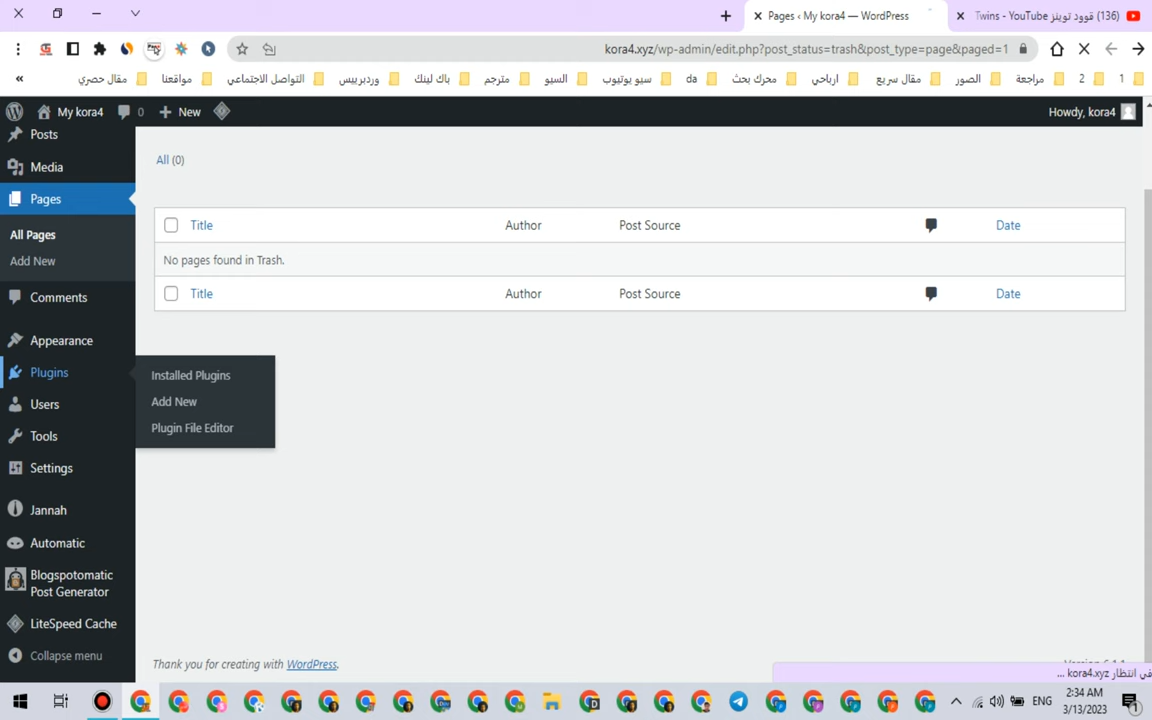 Pages ‹ My kora4 — WordPress
(136) قوود توينز Twins - YouTube
kora4.xyz/wp-admin/edit.php?post_status=trash&post_type=page&paged=1
« مقال حصري مواقعنا التواصل الاجتماعي وردبريس باك لينك مترجم السيو سيو يوتيوب da محرك بحث ارباحي مقال سريع الصور مراجعة 2 1
My kora4 0 New
Howdy, kora4
Posts
Media
Pages
All Pages
Add New
Comments
Appearance
Plugins
Users
Tools
Settings
Jannah
Automatic
Blogspotomatic
Post Generator
LiteSpeed Cache
Collapse menu
Installed Plugins
Add New
Plugin File Editor
All (0)
Title Author Post Source Date
No pages found in Trash.
Title Author Post Source Date
Thank you for creating with WordPress.
في انتظار kora4.xyz ...
ENG
2:34 AM
3/13/2023